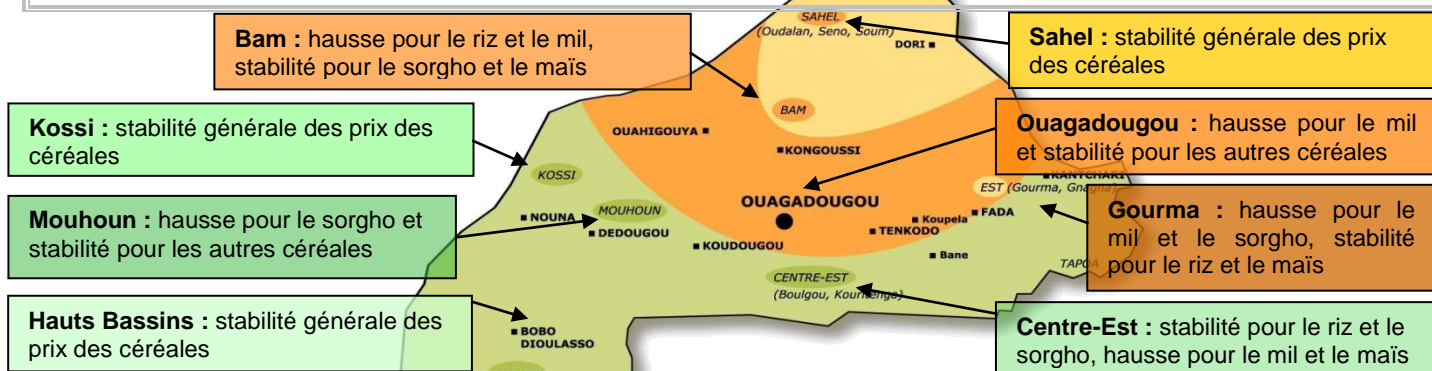 SAHEL
(Oudalan, Seno, Soum)
DORI
Bam : hausse pour le riz et le mil,
stabilité pour le sorgho et le maïs
Sahel : stabilité générale des prix
des céréales
BAM
Kossi : stabilité générale des prix des
céréales
OUAHIGOUYA
KONGOUSSI
Ouagadougou : hausse pour le mil
et stabilité pour les autres céréales
KOSSI
KANTCHARI
EST (Gourma, Gnagna)
Mouhoun : hausse pour le sorgho et
stabilité pour les autres céréales
NOUNA
MOUHOUN
DEDOUGOU
KOUDOUGOU
OUAGADOUGOU
Koupela
FADA
TENKODO
Bane
Gourma : hausse pour le
mil et le sorgho, stabilité
pour le riz et le maïs
TAPOA
CENTRE-EST
(Boulgou, Kouritenga)
Hauts Bassins : stabilité générale des
prix des céréales
BOBO
DIOULASSO
Centre-Est : stabilité pour le riz et le
sorgho, hausse pour le mil et le maïs